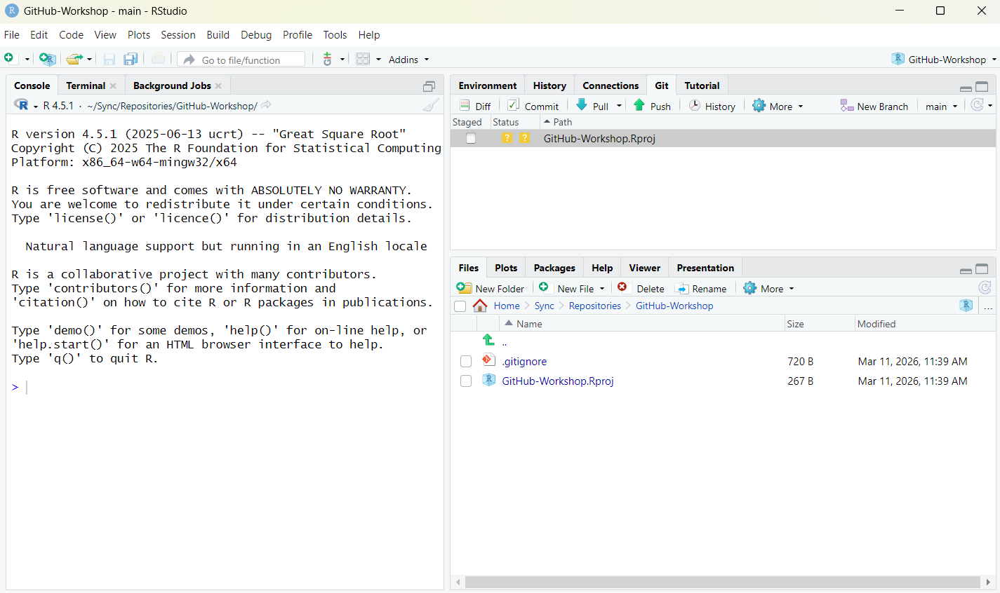 GitHub-Workshop - main - RStudio
File Edit Code View Plots Session Build Debug Profile Tools Help
Go to file/function Addins GitHub-Workshop
Console Terminal Background Jobs
R 4.5.1 · ~/Sync/Repositories/GitHub-Workshop/
R version 4.5.1 (2025-06-13 ucrt) -- "Great Square Root"
Copyright (C) 2025 The R Foundation for Statistical Computing
Platform: x86_64-w64-mingw32/x64
R is free software and comes with ABSOLUTELY NO WARRANTY.
You are welcome to redistribute it under certain conditions.
Type 'license()' or 'licence()' for distribution details.
Natural language support but running in an English locale
R is a collaborative project with many contributors.
Type 'contributors()' for more information and
'citation()' on how to cite R or R packages in publications.
Type 'demo()' for some demos, 'help()' for on-line help, or
'help.start()' for an HTML browser interface to help.
Type 'q()' to quit R.
>
Environment History Connections Git Tutorial
Diff Commit Pull Push History More New Branch main
Staged Status Path
? ? GitHub-Workshop.Rproj
Files Plots Packages Help Viewer Presentation
New Folder New File Delete Rename More
Home Sync Repositories GitHub-Workshop ...
Name Size Modified
..
.gitignore 720 B Mar 11, 2026, 11:39 AM
GitHub-Workshop.Rproj 267 B Mar 11, 2026, 11:39 AM